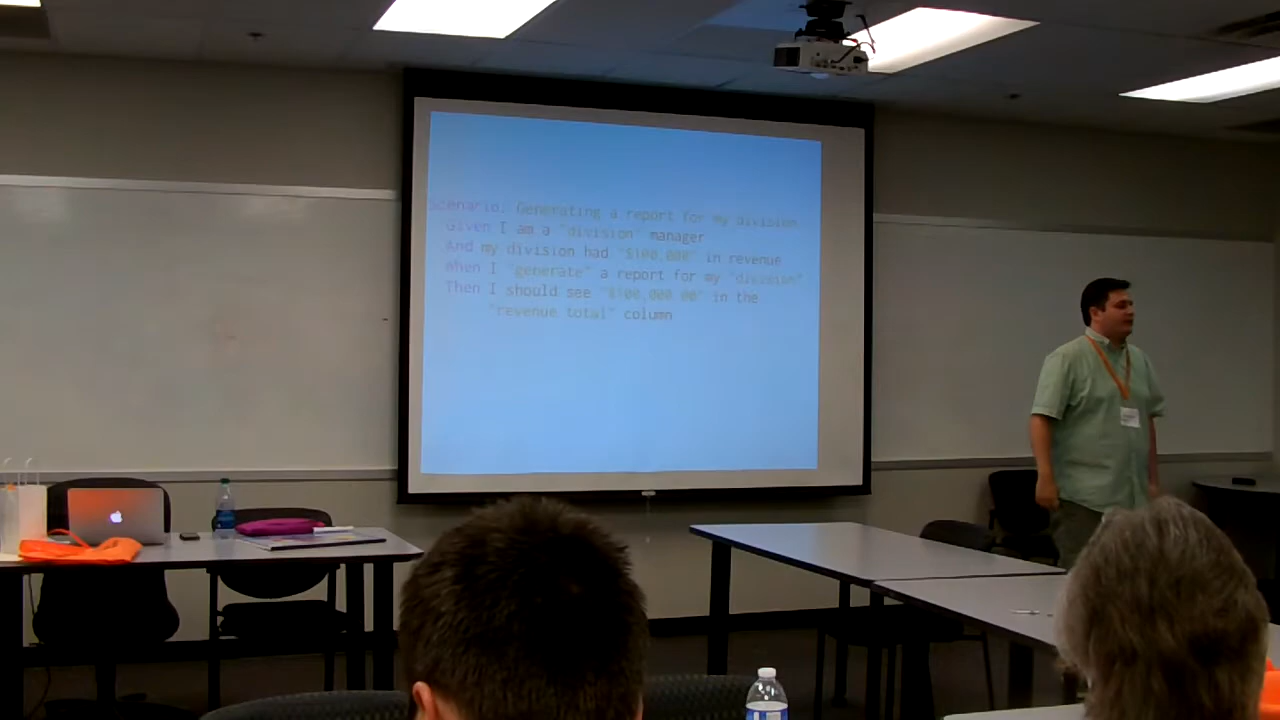 Scenario: Generating a report for my division
Given I am a "division" manager
And my division had "$100,000" in revenue
When I "generate" a report for my "division"
Then I should see "$100,000.00" in the
"revenue total" column